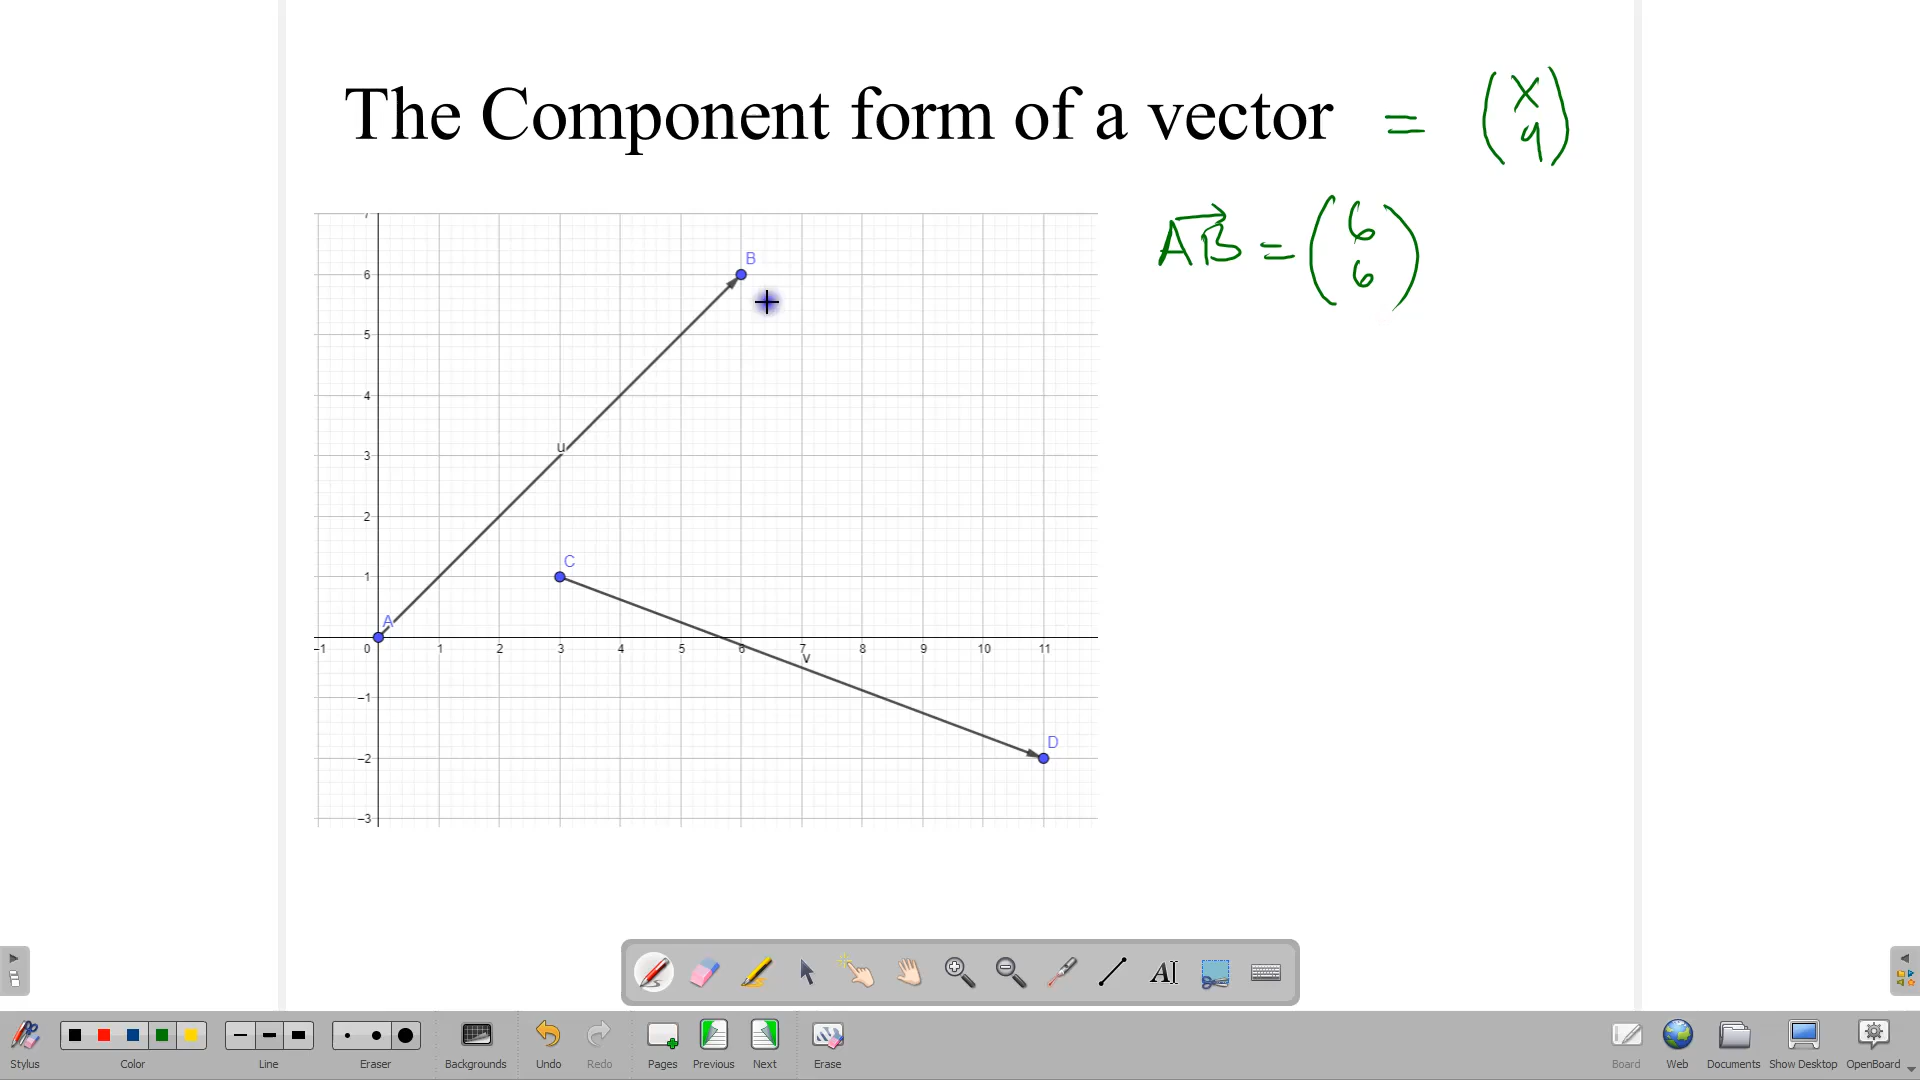 The Component form of a vector = (x y)
AB = (6 6)
7
B
6
5
4
u
3
2
C
1
A
−1 0 1 2 3 4 5 6 7 8 9 10 11
v
−1
D
−2
−3
AI
Stylus Color Line Eraser Backgrounds Undo Redo Pages Previous Next Erase Board Web Documents Show Desktop OpenBoard